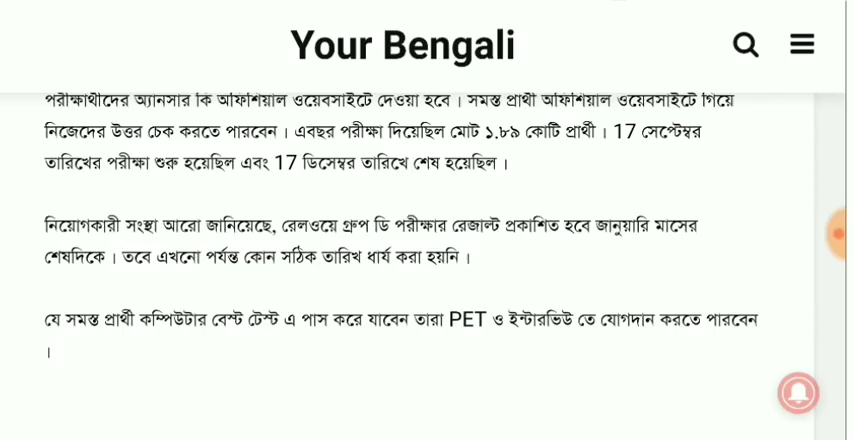 Your Bengali
পরীক্ষার্থীদের অ্যানসার কি অফিশিয়াল ওয়েবসাইটে দেওয়া হবে । সমস্ত প্রার্থী অফিশিয়াল ওয়েবসাইটে গিয়ে
নিজেদের উত্তর চেক করতে পারবেন । এবছর পরীক্ষা দিয়েছিল মোট ১.৮৯ কোটি প্রার্থী । 17 সেপ্টেম্বর
তারিখের পরীক্ষা শুরু হয়েছিল এবং 17 ডিসেম্বর তারিখে শেষ হয়েছিল ।
নিয়োগকারী সংস্থা আরো জানিয়েছে, রেলওয়ে গ্রুপ ডি পরীক্ষার রেজাল্ট প্রকাশিত হবে জানুয়ারি মাসের
শেষদিকে । তবে এখনো পর্যন্ত কোন সঠিক তারিখ ধার্য করা হয়নি ।
যে সমস্ত প্রার্থী কম্পিউটার বেস্ট টেস্ট এ পাস করে যাবেন তারা PET ও ইন্টারভিউ তে যোগদান করতে পারবেন
।